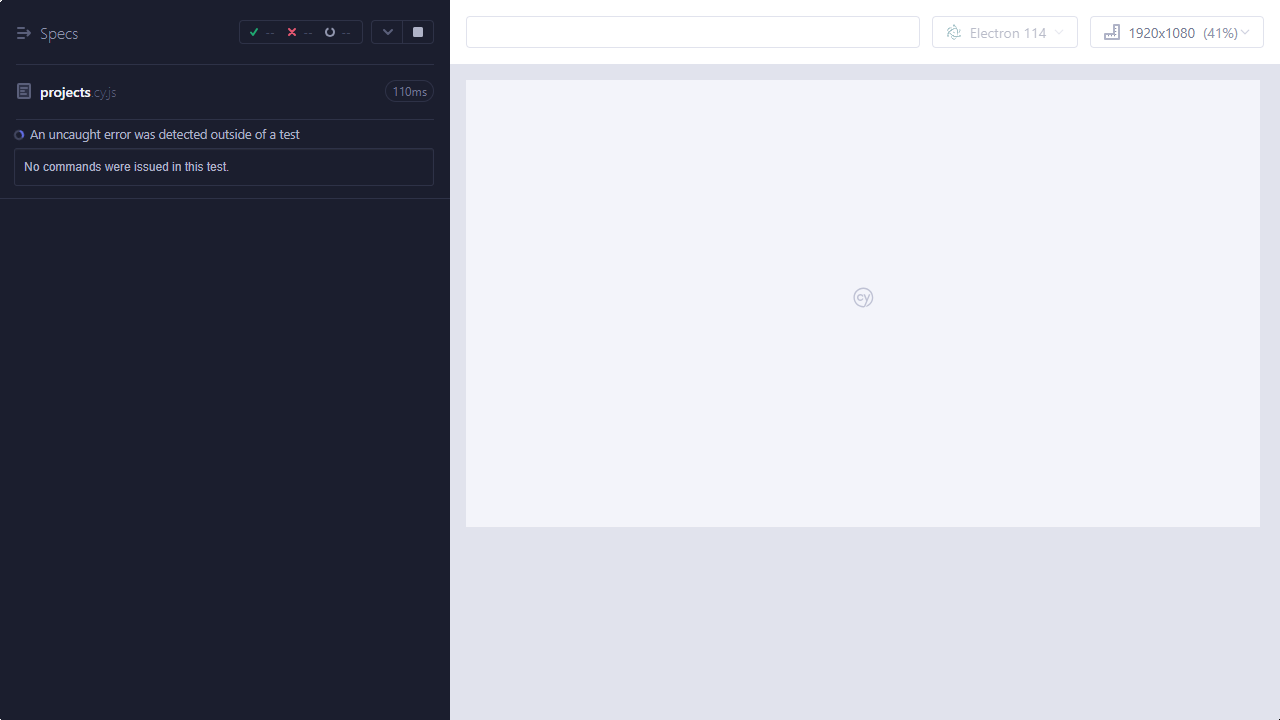 Specs
--
--
--
Electron 114
1920x1080 (41%)
projects.cy.js
110ms
An uncaught error was detected outside of a test
No commands were issued in this test.
cy